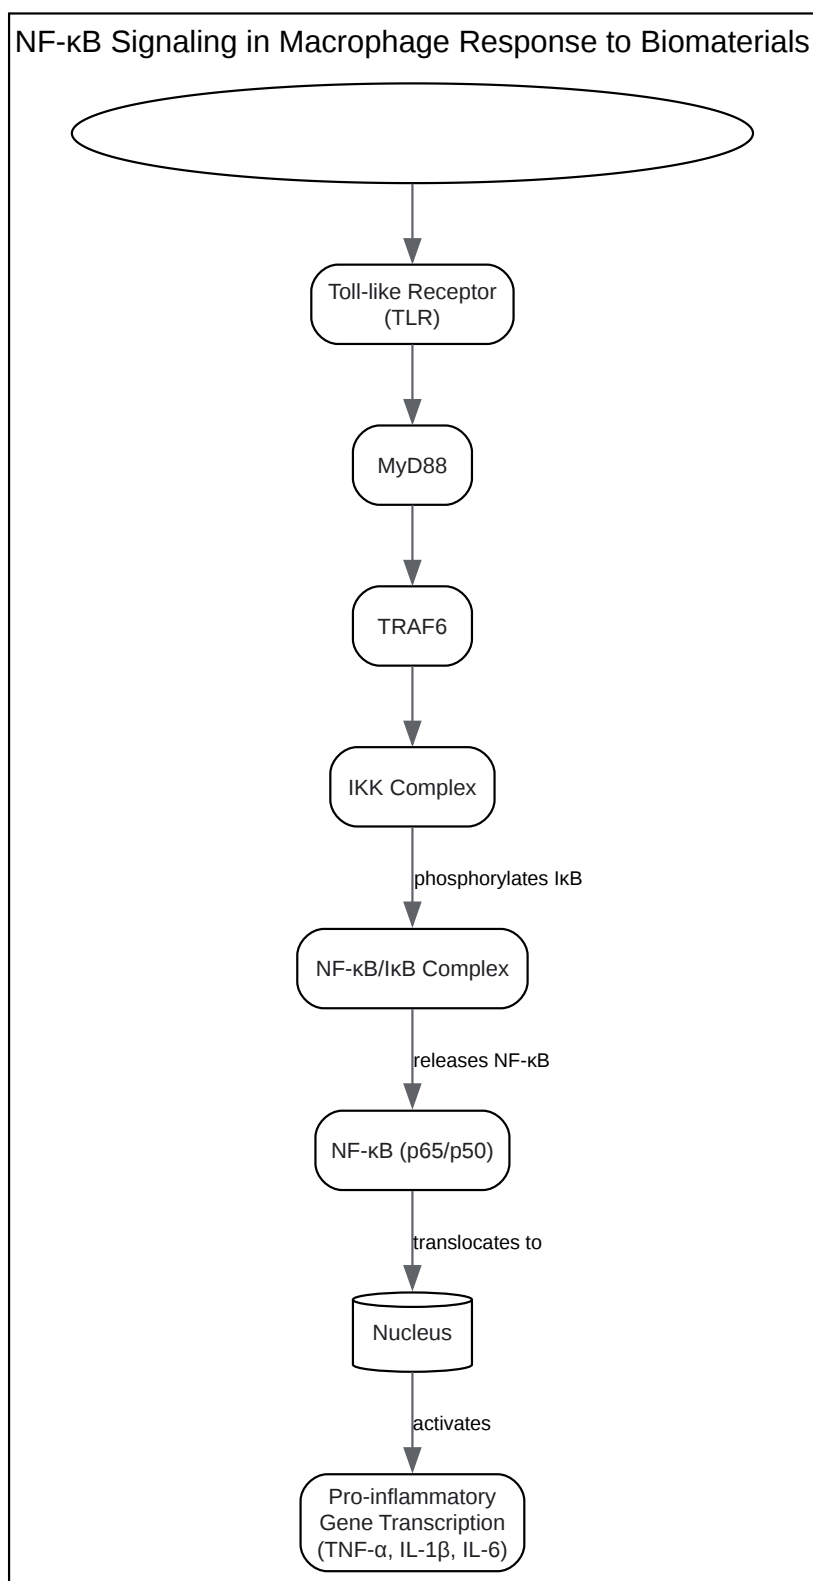 NF-κB Signaling in Macrophage Response to Biomaterials
Toll-like Receptor
(TLR)
MyD88
TRAF6
IKK Complex
phosphorylates IκB
NF-κB/IκB Complex
releases NF-κB
NF-κB (p65/p50)
translocates to
Nucleus
activates
Pro-inflammatory
Gene Transcription
(TNF-α, IL-1β, IL-6)